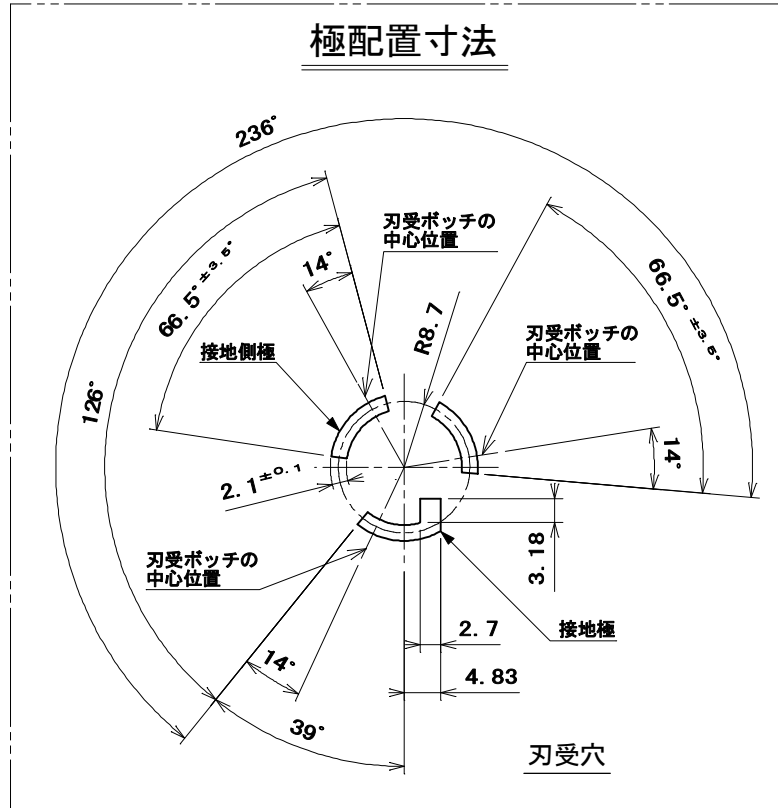 極配置寸法
236°
刃受ボッチの
中心位置
14°
66.5°±3.5°
R8.7
66.5°±3.5°
刃受ボッチの
中心位置
接地側極
126°
14°
2.1±0.1
3.18
刃受ボッチの
中心位置
2.7
接地極
14°
4.83
39°
刃受穴